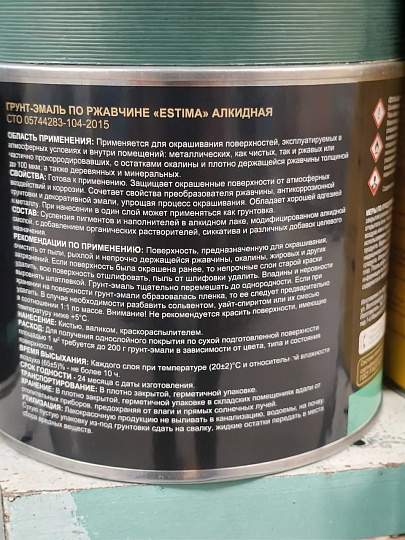 ГРУНТ-ЭМАЛЬ ПО РЖАВЧИНЕ «ESTIMA» АЛКИДНАЯ
СТО 05744283-104-2015
ОБЛАСТЬ ПРИМЕНЕНИЯ: Применяется для окрашивания поверхностей, эксплуатируемых в
атмосферных условиях и внутри помещений: металлических, как чистых, так и ржавых или
частично прокорродировавших, с остатками окалины и плотно держащейся ржавчины толщиной
до 100 мкм, а также деревянных и минеральных.
СВОЙСТВА: Готова к применению. Защищает окрашенные поверхности от атмосферных
воздействий и коррозии. Сочетает свойства преобразователя ржавчины, антикоррозионной
грунтовки и декоративной эмали, упрощая процесс окрашивания. Обладает хорошей адгезией
к металлу. При нанесении в один слой может применяться как грунтовка.
СОСТАВ: Суспензия пигментов и наполнителей в алкидном лаке, модифицированном алкидной
смолой, с добавлением органических растворителей, сиккатива и различных добавок целевого
назначения.
РЕКОМЕНДАЦИИ ПО ПРИМЕНЕНИЮ: Поверхность, предназначенную для окрашивания,
очистить от пыли, рыхлой и непрочно держащейся ржавчины, окалины, жировых и других
загрязнений. Если поверхность была окрашена ранее, то непрочные слои старой краски
удалить, всю поверхность отшлифовать, пыль от шлифовки удалить. Впадины и неровности
выровнять шпатлевкой. Грунт-эмаль тщательно перемешать до однородности. Если при
хранении на поверхности грунт-эмали образовалась пленка, то ее следует предварительно
удалить. В случае необходимости разбавить сольвентом, уайт-спиритом или их смесью
в соотношении 1:1 по массе. Внимание! Не рекомендуется красить поверхности, имеющие
температуру ниже +5°С.
НАНЕСЕНИЕ: Кистью, валиком, краскораспылителем.
РАСХОД: Для получения однослойного покрытия по сухой подготовленной поверхности
площадью 1 м² требуется до 200 г грунт-эмали в зависимости от цвета, типа и состояния
поверхности.
ВРЕМЯ ВЫСЫХАНИЯ: Каждого слоя при температуре (20±2)°С и относительной влажности
воздуха (65±5)% - не более 10 ч.
СРОК ГОДНОСТИ - 24 месяца с даты изготовления.
ТРАНСПОРТИРОВАНИЕ: В плотно закрытой, герметичной упаковке.
ХРАНЕНИЕ: В плотно закрытой, герметичной упаковке в складских помещениях вдали от
отопительных приборов, предохраняя от влаги и прямых солнечных лучей.
УТИЛИЗАЦИЯ: Лакокрасочную продукцию не выливать в канализацию, водоемы, на почву.
Сухую пустую упаковку из-под грунтовки сдать на свалку, жидкие остатки передать в места
сбора вредных веществ.